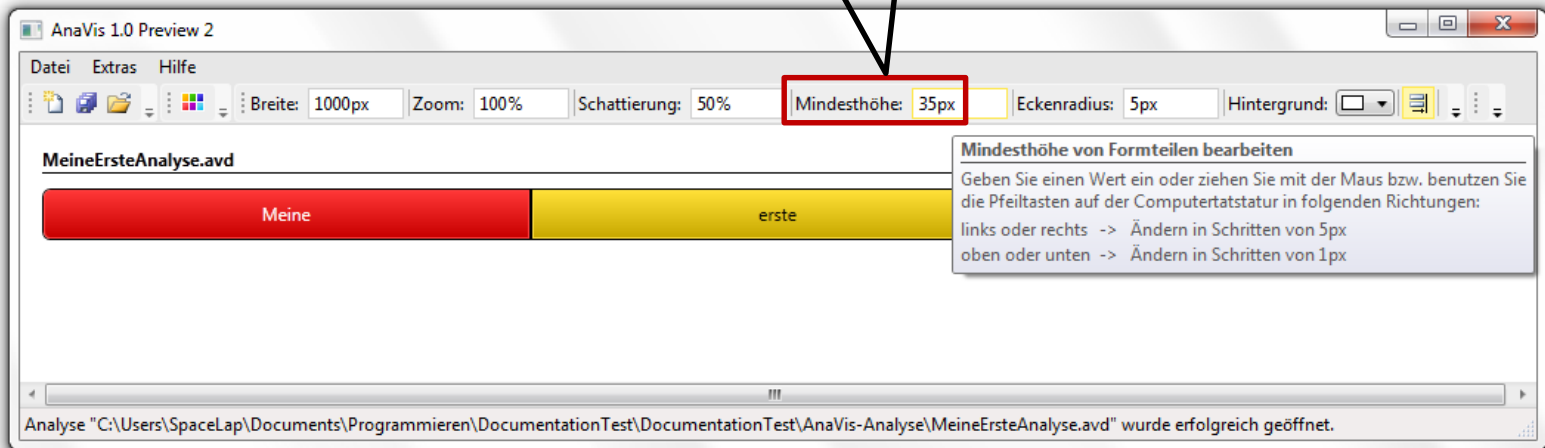 AnaVis 1.0 Preview 2
Datei Extras Hilfe
Breite: 1000px Zoom: 100% Schattierung: 50% Mindesthöhe: 35px Eckenradius: 5px Hintergrund:
MeineErsteAnalyse.avd
Meine erste
Mindesthöhe von Formteilen bearbeiten
Geben Sie einen Wert ein oder ziehen Sie mit der Maus bzw. benutzen Sie
die Pfeiltasten auf der Computertatstatur in folgenden Richtungen:
links oder rechts -> Ändern in Schritten von 5px
oben oder unten -> Ändern in Schritten von 1px
Analyse "C:\Users\SpaceLap\Documents\Programmieren\DocumentationTest\DocumentationTest\AnaVis-Analyse\MeineErsteAnalyse.avd" wurde erfolgreich geöffnet.